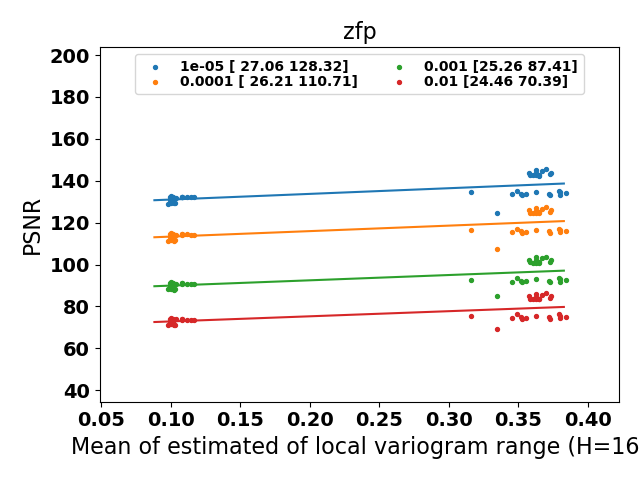 zfp
1e-05 [ 27.06 128.32]
0.0001 [ 26.21 110.71]
0.001 [25.26 87.41]
0.01 [24.46 70.39]
PSNR
200
180
160
140
120
100
80
60
40
0.05 0.10 0.15 0.20 0.25 0.30 0.35 0.40
Mean of estimated of local variogram range (H=16